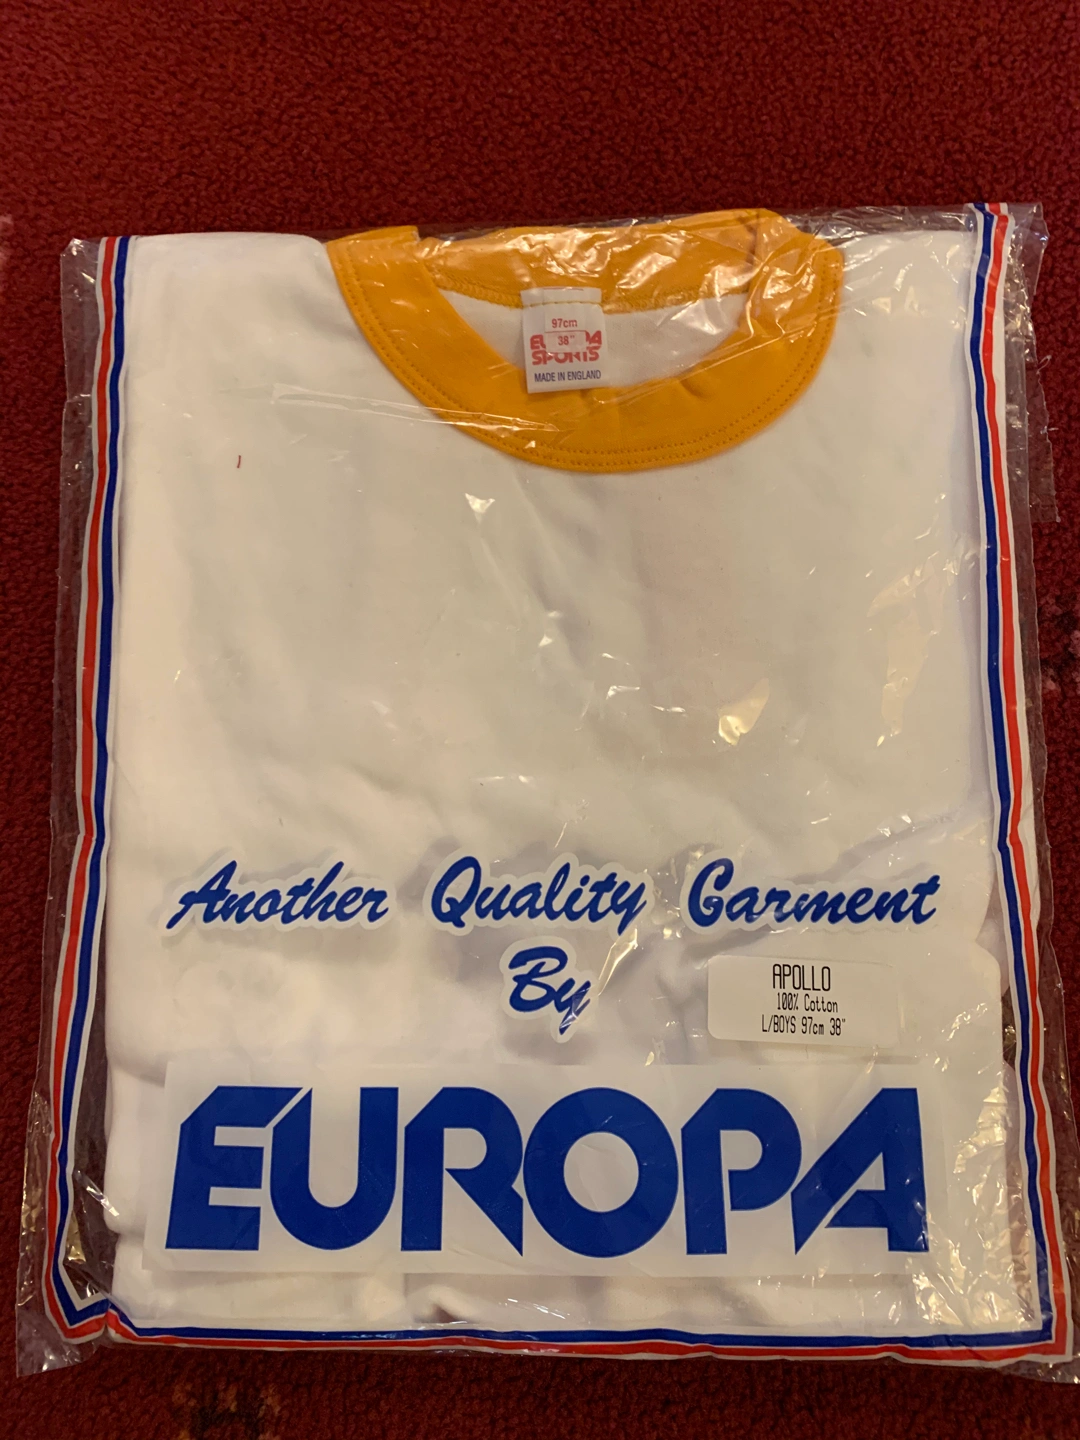 97cm
38"
SPORTS
MADE IN ENGLAND
Another Quality Garment
By
APOLLO
100% Cotton
L/BOYS 97cm 38"
EUROPA